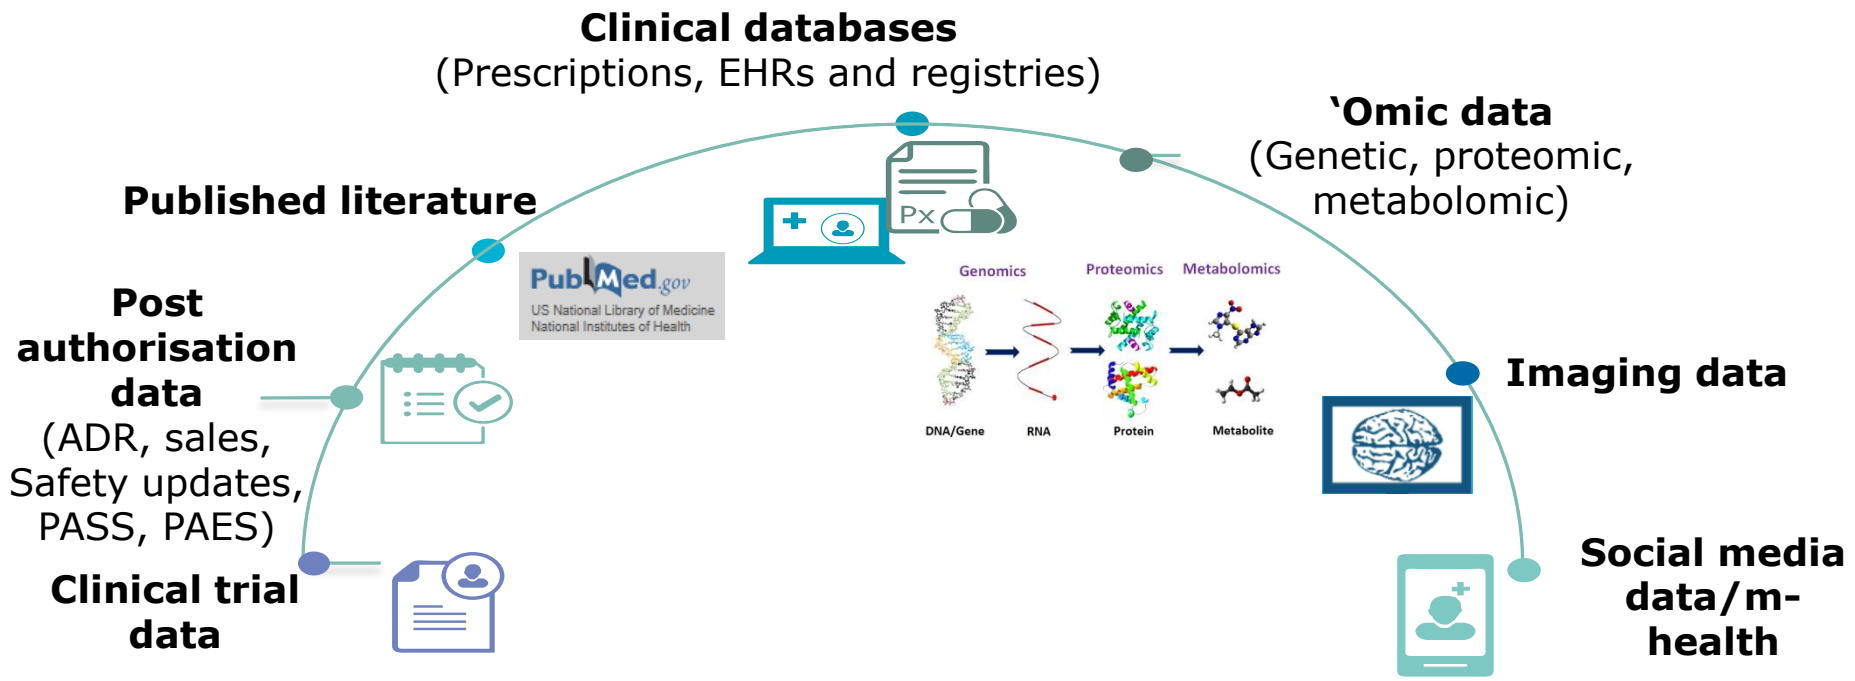 Clinical databases
(Prescriptions, EHRs and registries)
‘Omic data
(Genetic, proteomic,
metabolomic)
Published literature
Px
PubMed.gov
US National Library of Medicine
National Institutes of Health
Genomics
Proteomics
Metabolomics
DNA/Gene
RNA
Protein
Metabolite
Post
authorisation
data
(ADR, sales,
Safety updates,
PASS, PAES)
Imaging data
Clinical trial
data
Social media
data/m-
health